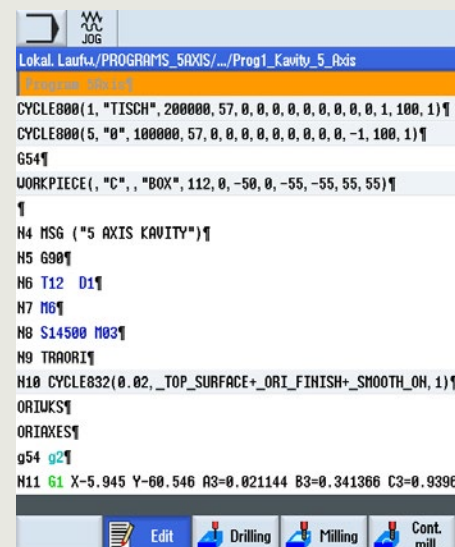 JOG
Lokal. Laufw./PROGRAMS_5AXIS/.../Prog1_Kavity_5_Axis
Program 5Axis¶
CYCLE800(1,"TISCH",200000,57,0,0,0,0,0,0,0,0,0,1,100,1)¶
CYCLE800(5,"0",100000,57,0,0,0,0,0,0,0,0,0,-1,100,1)¶
G54¶
WORKPIECE(,"C",,"BOX",112,0,-50,0,-55,-55,55,55)¶
¶
N4 MSG ("5 AXIS KAVITY")¶
N5 G90¶
N6 T12 D1¶
N7 M6¶
N8 S14500 M03¶
N9 TRAORI¶
N10 CYCLE832(0.02,_TOP_SURFACE+_ORI_FINISH+_SMOOTH_ON,1)¶
ORIWKS¶
ORIAXES¶
g54 g2¶
N11 G1 X-5.945 Y-60.546 A3=0.021144 B3=0.341366 C3=0.9396
Edit Drilling Milling Cont. mill